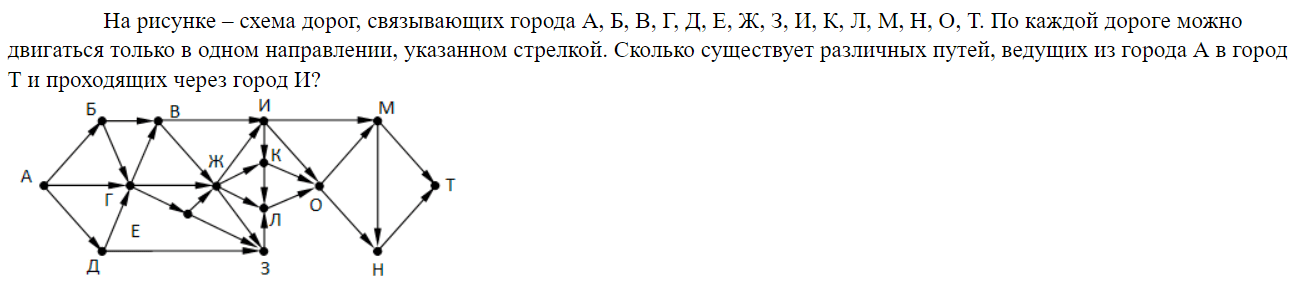 На рисунке – схема дорог, связывающих города А, Б, В, Г, Д, Е, Ж, З, И, К, Л, М, Н, О, Т. По каждой дороге можно
двигаться только в одном направлении, указанном стрелкой. Сколько существует различных путей, ведущих из города А в город
Т и проходящих через город И?
Б В И М
Ж К
А Т
Г Л О
Е
Д З Н